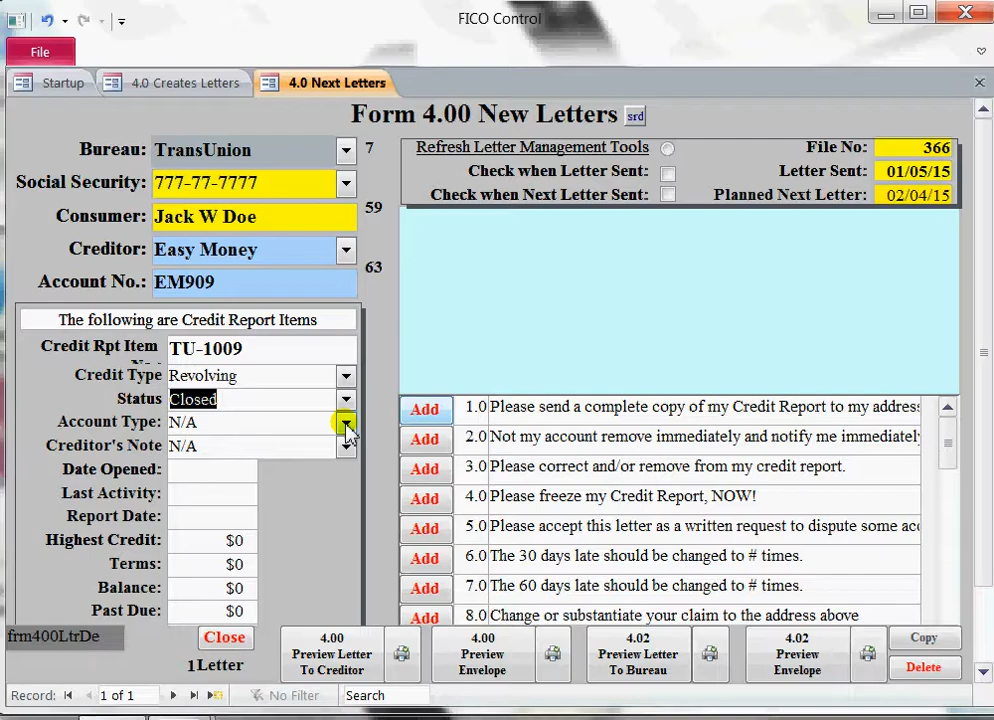 FICO Control
File
Startup
4.0 Creates Letters
4.0 Next Letters
Form 4.00 New Letters srd
Bureau: TransUnion 7
Social Security: 777-77-7777
Consumer: Jack W Doe 59
Creditor: Easy Money
Account No.: EM909 63
Refresh Letter Management Tools
Check when Letter Sent:
Check when Next Letter Sent:
File No: 366
Letter Sent: 01/05/15
Planned Next Letter: 02/04/15
The following are Credit Report Items
Credit Rpt Item TU-1009
Credit Type Revolving
Status Closed
Account Type: N/A
Creditor's Note N/A
Date Opened:
Last Activity:
Report Date:
Highest Credit: $0
Terms: $0
Balance: $0
Past Due: $0
Add 1.0 Please send a complete copy of my Credit Report to my address
Add 2.0 Not my account remove immediately and notify me immediately
Add 3.0 Please correct and/or remove from my credit report.
Add 4.0 Please freeze my Credit Report, NOW!
Add 5.0 Please accept this letter as a written request to dispute some acc
Add 6.0 The 30 days late should be changed to # times.
Add 7.0 The 60 days late should be changed to # times.
Add 8.0 Change or substantiate your claim to the address above
frm400LtrDe
Close
1Letter
4.00
Preview Letter
To Creditor
4.00
Preview
Envelope
4.02
Preview Letter
To Bureau
4.02
Preview
Envelope
Copy
Delete
Record: 1 of 1 No Filter Search